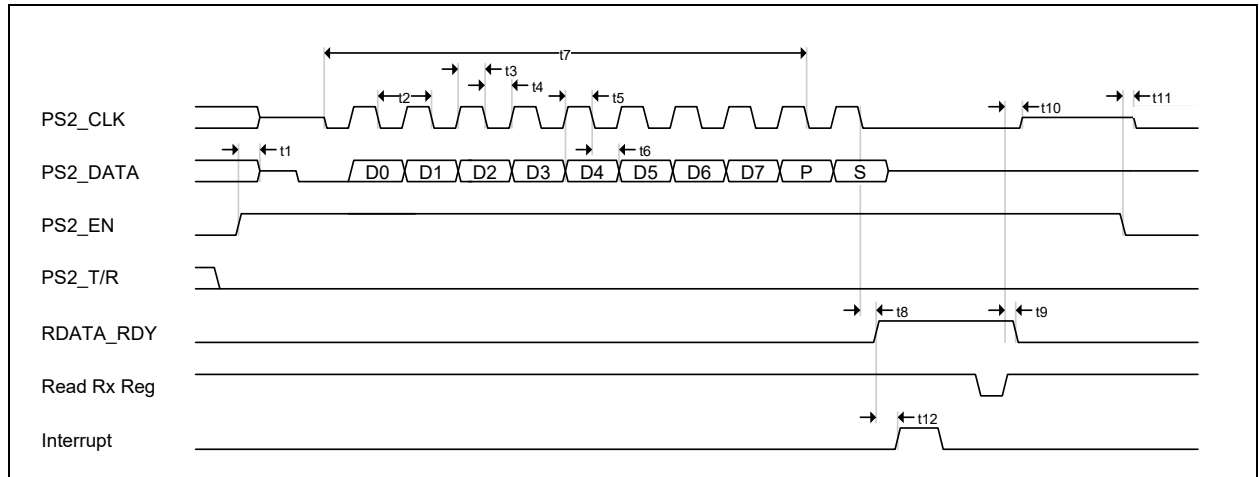 t7
t3
t4
PS2_CLK t2 t5 t10 t11
PS2_DATA t1 D0 D1 D2 D3 D4 D5 D6 D7 P S t6
PS2_EN
PS2_T/R
RDATA_RDY t8 t9
Read Rx Reg
Interrupt t12